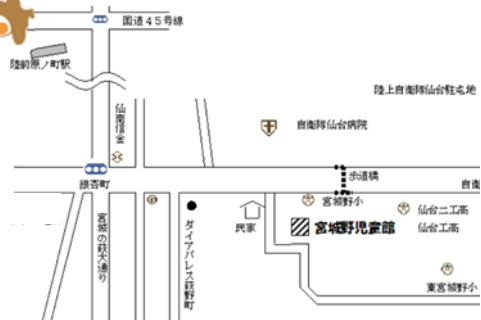 国道45号線
陸前原ノ町駅
陸上自衛隊仙台駐屯地
仙南信金
自衛隊仙台病院
歩道橋
銀杏町
自衛
宮城野小
仙台二工高
宮城の萩大通り
ダイアパレス萩野町
民家
宮城野児童館
仙台工高
東宮城野小